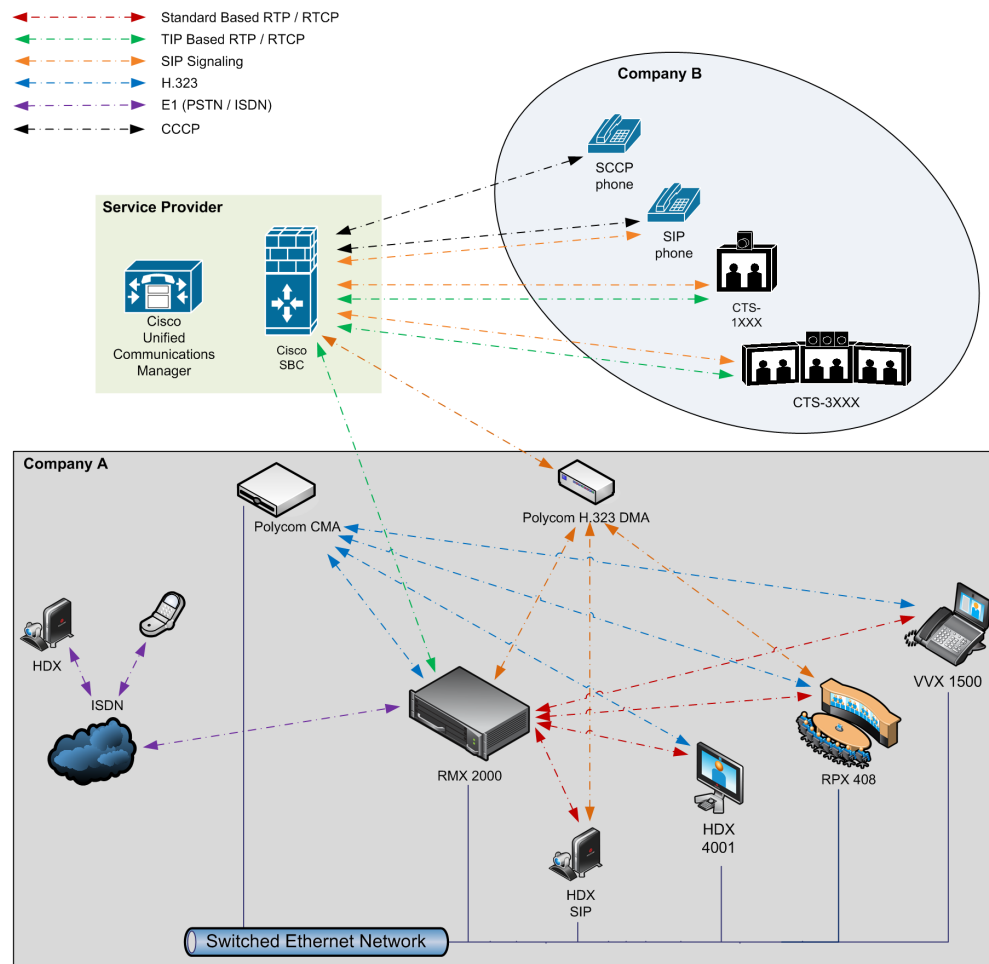 Standard Based RTP / RTCP
TIP Based RTP / RTCP
SIP Signaling
H.323
E1 (PSTN / ISDN)
CCCP
Company B
SCCP
phone
SIP
phone
CTS-
1XXX
CTS-3XXX
Service Provider
Cisco
Unified
Communications
Manager
Cisco
SBC
Company A
Polycom CMA
Polycom H.323 DMA
HDX
ISDN
VVX 1500
RMX 2000
RPX 408
HDX
4001
HDX
SIP
Switched Ethernet Network